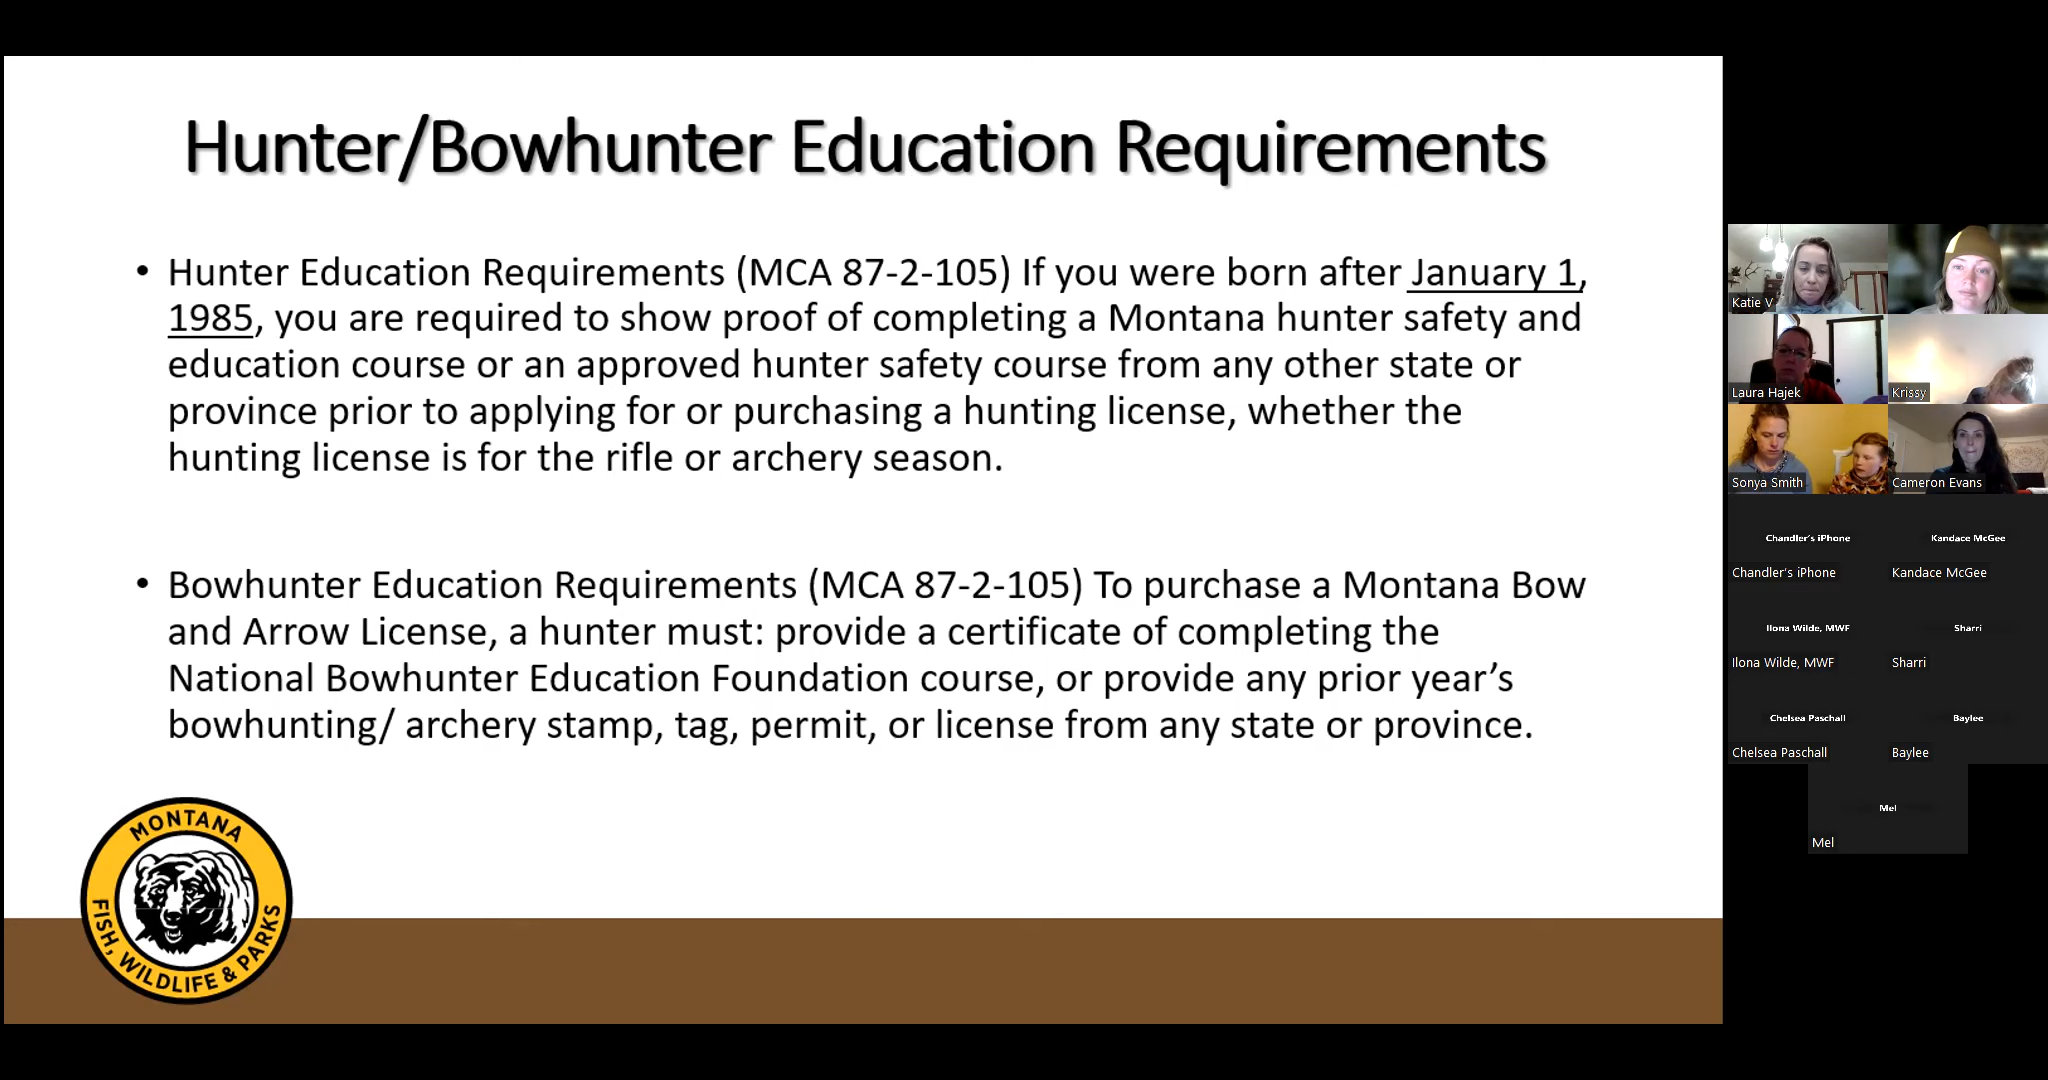 Hunter/Bowhunter Education Requirements
• Hunter Education Requirements (MCA 87-2-105) If you were born after January 1,
1985, you are required to show proof of completing a Montana hunter safety and
education course or an approved hunter safety course from any other state or
province prior to applying for or purchasing a hunting license, whether the
hunting license is for the rifle or archery season.
• Bowhunter Education Requirements (MCA 87-2-105) To purchase a Montana Bow
and Arrow License, a hunter must: provide a certificate of completing the
National Bowhunter Education Foundation course, or provide any prior year’s
bowhunting/ archery stamp, tag, permit, or license from any state or province.
MONTANA
FISH, WILDLIFE & PARKS
Katie V
Laura Hajek
Krissy
Sonya Smith
Cameron Evans
Chandler's iPhone
Kandace McGee
Chandler's iPhone
Kandace McGee
Ilona Wilde, MWF
Sharri
Ilona Wilde, MWF
Sharri
Chelsea Paschall
Baylee
Chelsea Paschall
Baylee
Mel
Mel